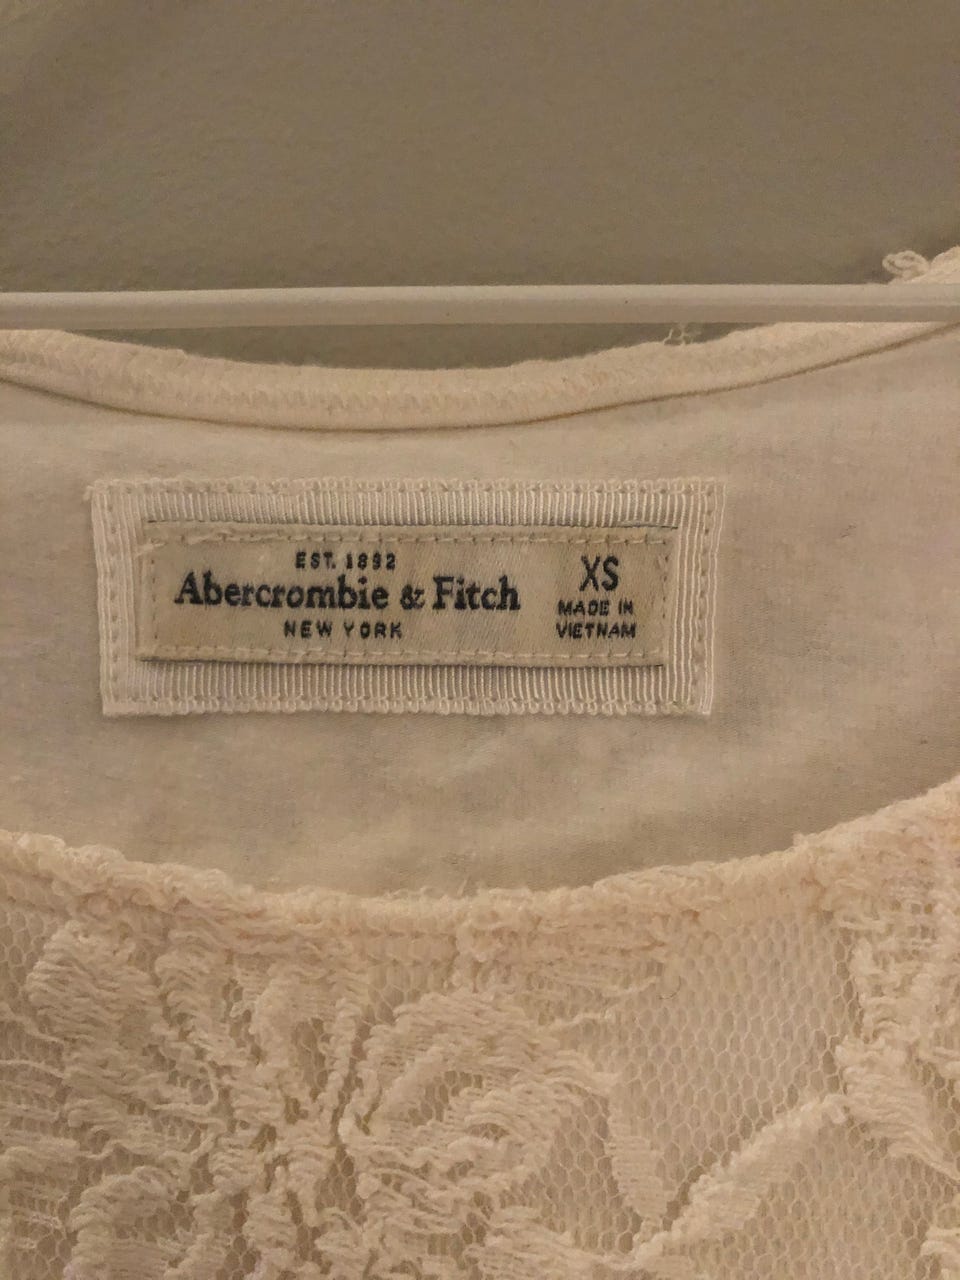 EST. 1892
Abercrombie & Fitch
NEW YORK
XS
MADE IN
VIETNAM